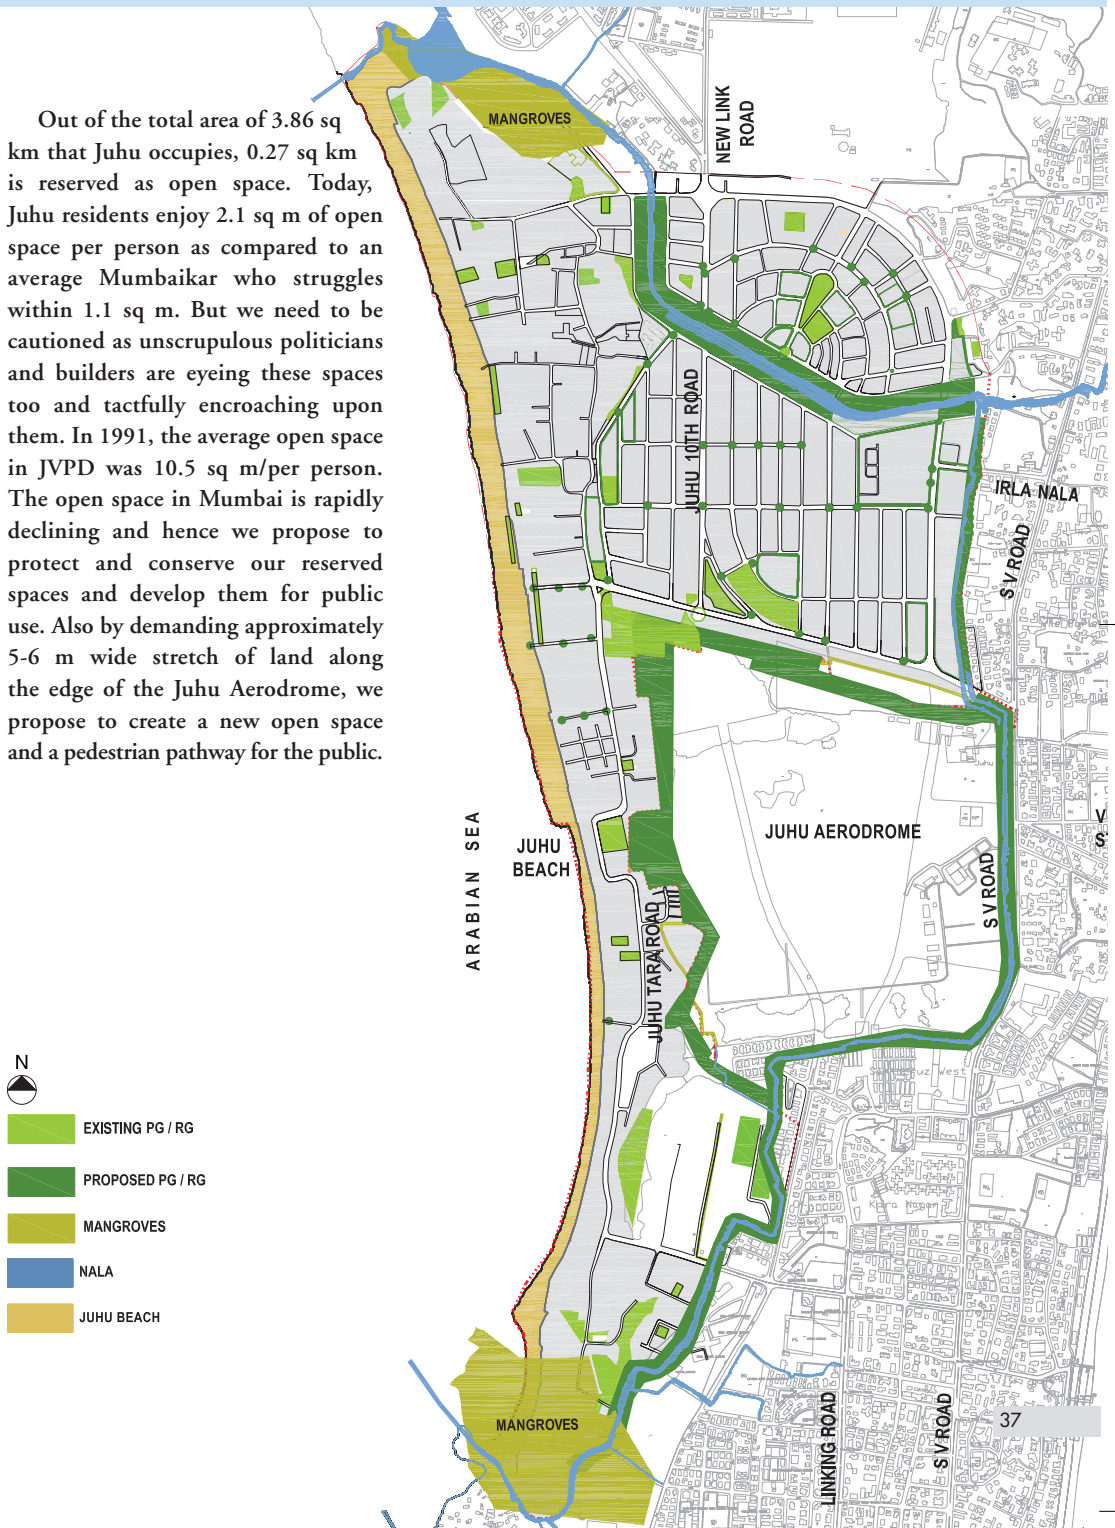 Out of the total area of 3.86 sq
km that Juhu occupies, 0.27 sq km
is reserved as open space. Today,
Juhu residents enjoy 2.1 sq m of open
space per person as compared to an
average Mumbaikar who struggles
within 1.1 sq m. But we need to be
cautioned as unscrupulous politicians
and builders are eyeing these spaces
too and tactfully encroaching upon
them. In 1991, the average open space
in JVPD was 10.5 sq m/per person.
The open space in Mumbai is rapidly
declining and hence we propose to
protect and conserve our reserved
spaces and develop them for public
use. Also by demanding approximately
5-6 m wide stretch of land along
the edge of the Juhu Aerodrome, we
propose to create a new open space
and a pedestrian pathway for the public.
MANGROVES
NEW LINK
ROAD
JUHU 10TH ROAD
IRLA NALA
S V ROAD
ARABIAN SEA
JUHU
BEACH
JUHU AERODROME
Juhu
V
S
S V ROAD
JUHU TARA ROAD
N
EXISTING PG / RG
PROPOSED PG / RG
MANGROVES
NALA
JUHU BEACH
MANGROVES
LINKING ROAD
S V ROAD
37